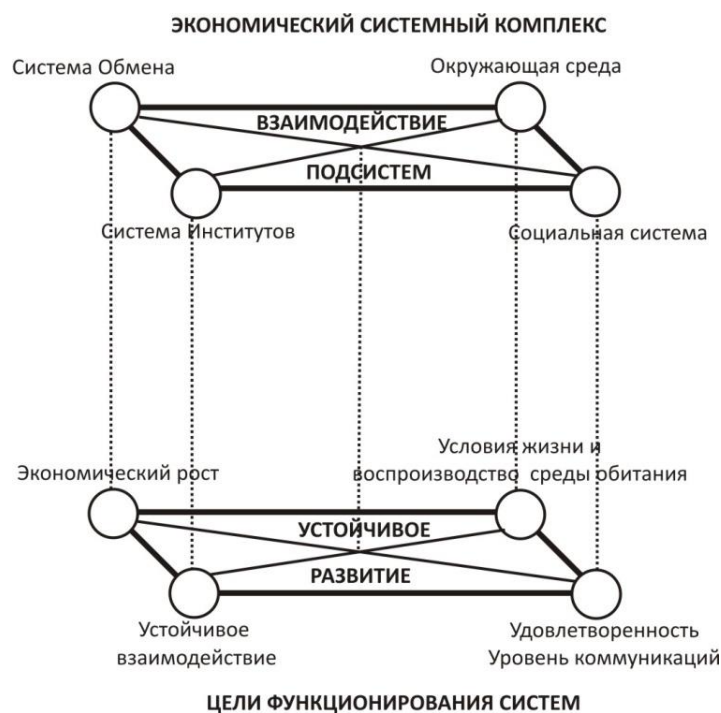 ЭКОНОМИЧЕСКИЙ СИСТЕМНЫЙ КОМПЛЕКС
Система Обмена
Окружающая среда
ВЗАИМОДЕЙСТВИЕ
ПОДСИСТЕМ
Система Институтов
Социальная система
Условия жизни и
Экономический рост
воспроизводство среды обитания
УСТОЙЧИВОЕ
РАЗВИТИЕ
Устойчивое
взаимодействие
Удовлетворенность
Уровень коммуникаций
ЦЕЛИ ФУНКЦИОНИРОВАНИЯ СИСТЕМ